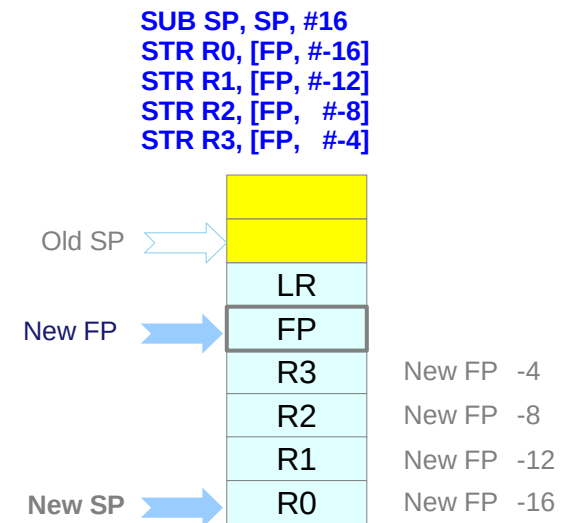 SUB SP, SP, #16
STR R0, [FP, #-16]
STR R1, [FP, #-12]
STR R2, [FP, #-8]
STR R3, [FP, #-4]
Old SP
LR
New FP FP
R3 New FP -4
R2 New FP -8
R1 New FP -12
New SP R0 New FP -16